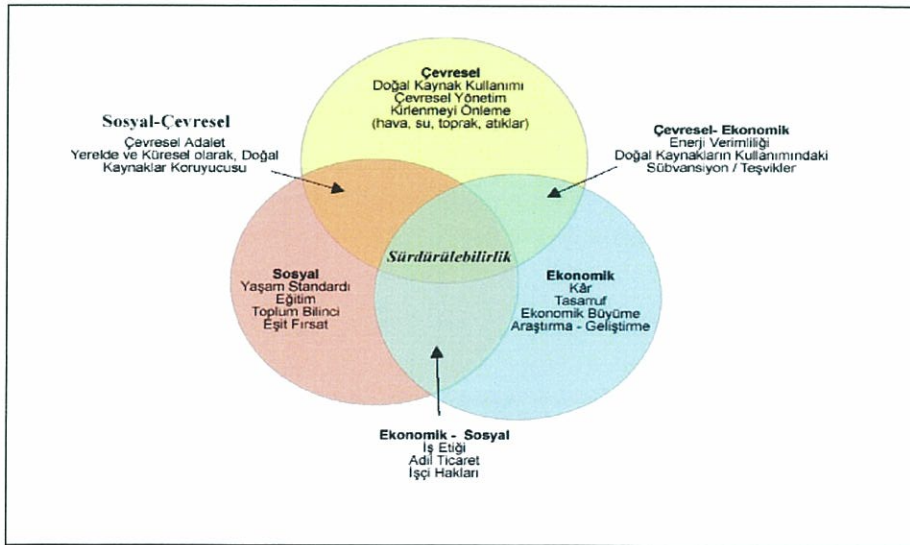 Çevresel
Doğal Kaynak Kullanımı
Çevresel Yönetim
Kirlenmeyi Önleme
(hava, su, toprak, atıklar)
Sosyal-Çevresel
Çevresel Adalet
Yerelde ve Küresel olarak, Doğal
Kaynaklar Koruyucusu
Çevresel- Ekonomik
Enerji Verimliliği
Doğal Kaynakların Kullanımındaki
Sübvansiyon / Teşvikler
Sürdürülebilirlik
Sosyal
Yaşam Standardı
Eğitim
Toplum Bilinci
Eşit Fırsat
Ekonomik
Kâr
Tasarruf
Ekonomik Büyüme
Araştırma - Geliştirme
Ekonomik - Sosyal
İş Etiği
Adil Ticaret
İşçi Hakları